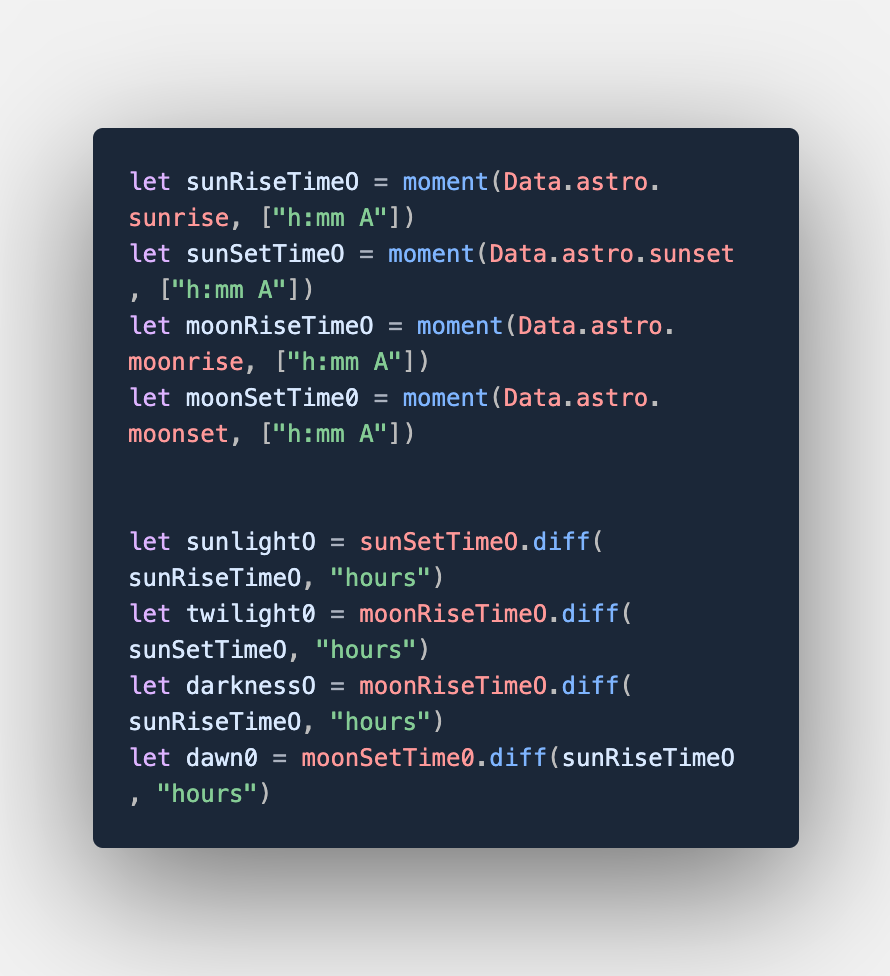 let sunRiseTimeO = moment(Data.astro.
sunrise, ["h:mm A"])
let sunSetTimeO = moment(Data.astro.sunset
, ["h:mm A"])
let moonRiseTimeO = moment(Data.astro.
moonrise, ["h:mm A"])
let moonSetTime0 = moment(Data.astro.
moonset, ["h:mm A"])
let sunlightO = sunSetTimeO.diff(
sunRiseTimeO, "hours")
let twilight0 = moonRiseTimeO.diff(
sunSetTimeO, "hours")
let darknessO = moonRiseTimeO.diff(
sunRiseTimeO, "hours")
let dawn0 = moonSetTime0.diff(sunRiseTimeO
, "hours")